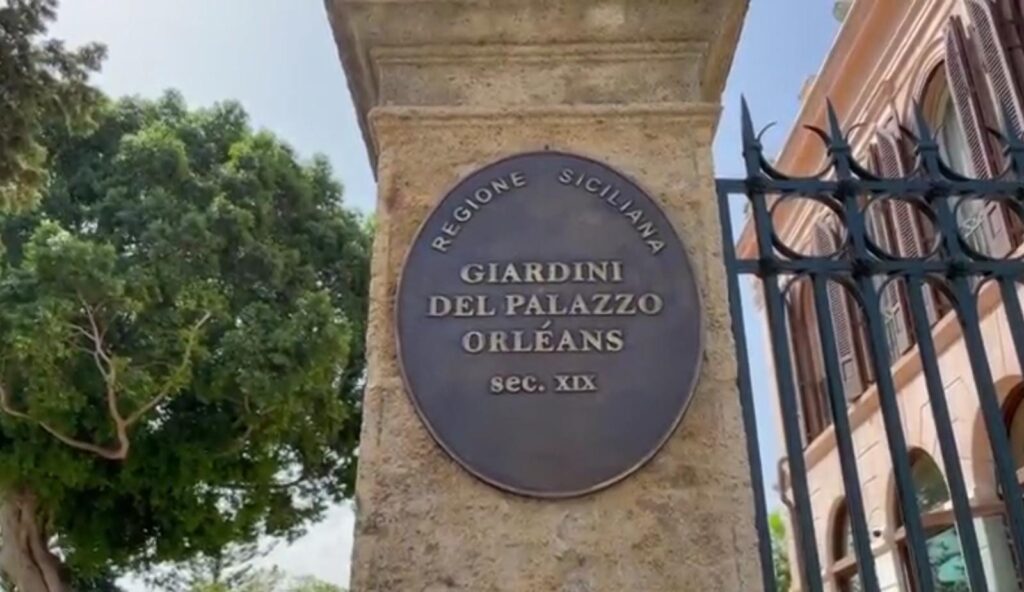 REGIONE SICILIANA
GIARDINI
DEL PALAZZO
ORLÉANS
sec. XIX